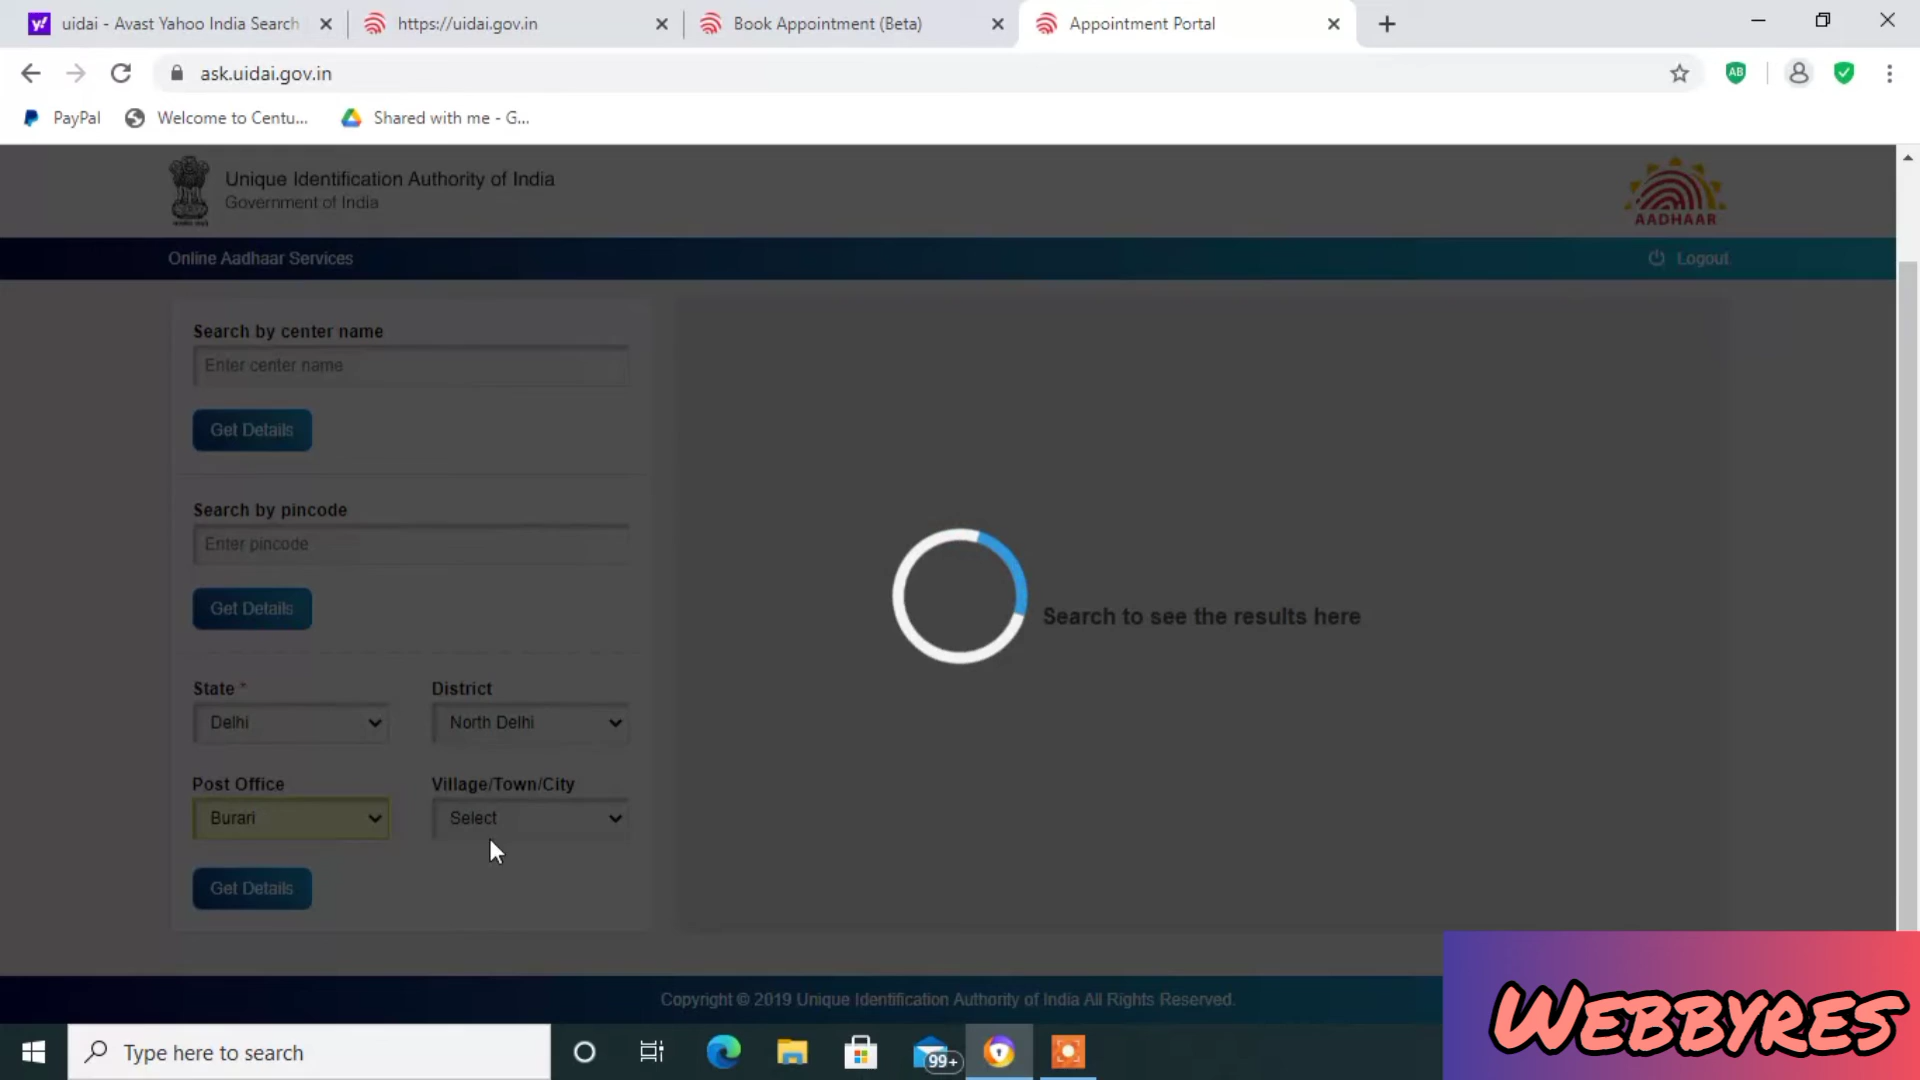 uidai - Avast Yahoo India Search
https://uidai.gov.in
Book Appointment (Beta)
Appointment Portal
ask.uidai.gov.in
AB
PayPal
Welcome to Centu...
Shared with me - G...
Unique Identification Authority of India
Government of India
AADHAAR
Online Aadhaar Services
Logout
Search by center name
Enter center name
Get Details
Search by pincode
Enter pincode
Get Details
Search to see the results here
State *
District
Delhi
North Delhi
Post Office
Village/Town/City
Burari
Select
Get Details
Copyright © 2019 Unique Identification Authority of India All Rights Reserved.
Type here to search
99+
WEBBYRES